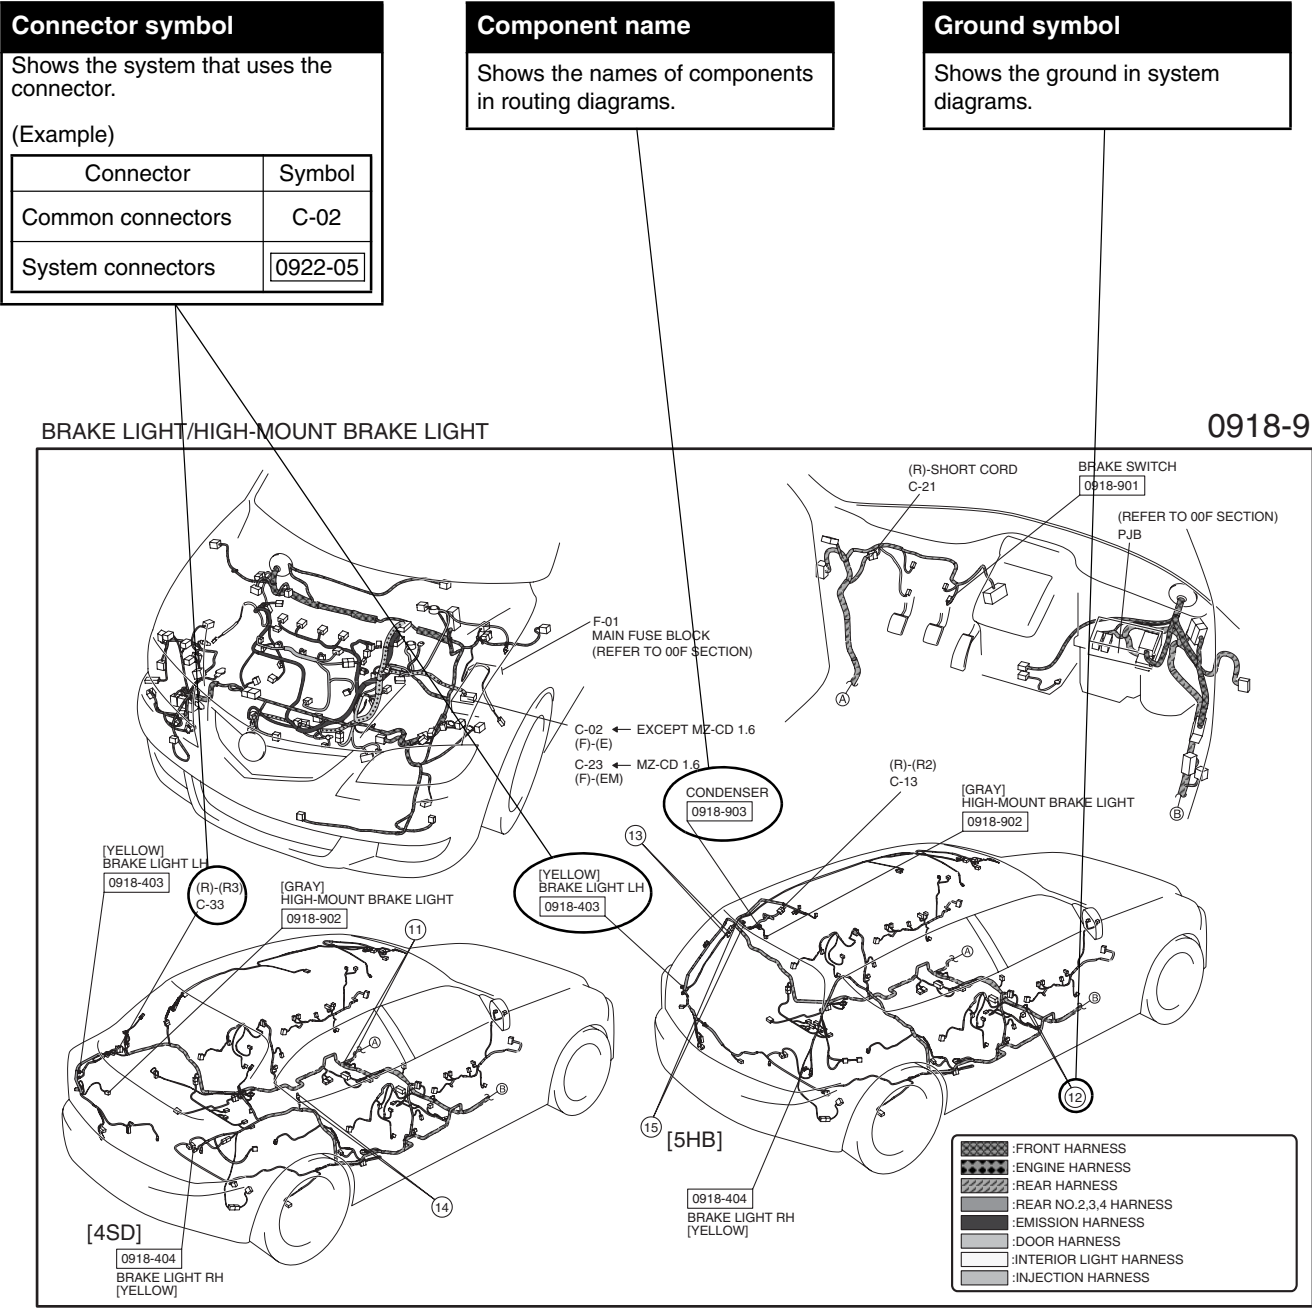 Connector symbol
Shows the system that uses the
connector.
(Example)
Connector Symbol
Common connectors C-02
System connectors 0922-05
Component name
Shows the names of components
in routing diagrams.
Ground symbol
Shows the ground in system
diagrams.
BRAKE LIGHT/HIGH-MOUNT BRAKE LIGHT
0918-9
(R)-SHORT CORD
C-21
BRAKE SWITCH
0918-901
(REFER TO 00F SECTION)
PJB
F-01
MAIN FUSE BLOCK
(REFER TO 00F SECTION)
C-02 ← EXCEPT MZ-CD 1.6
(F)-(E)
C-23 ← MZ-CD 1.6
(F)-(EM)
A
B
CONDENSER
0918-903
(R)-(R2)
C-13
[GRAY]
HIGH-MOUNT BRAKE LIGHT
0918-902
13
[YELLOW]
BRAKE LIGHT LH
0918-403
(R)-(R3)
C-33
[GRAY]
HIGH-MOUNT BRAKE LIGHT
0918-902
11
[YELLOW]
BRAKE LIGHT LH
0918-403
A
B
A
B
12
15
[5HB]
14
[4SD]
0918-404
BRAKE LIGHT RH
[YELLOW]
0918-404
BRAKE LIGHT RH
[YELLOW]
:FRONT HARNESS
:ENGINE HARNESS
:REAR HARNESS
:REAR NO.2,3,4 HARNESS
:EMISSION HARNESS
:DOOR HARNESS
:INTERIOR LIGHT HARNESS
:INJECTION HARNESS